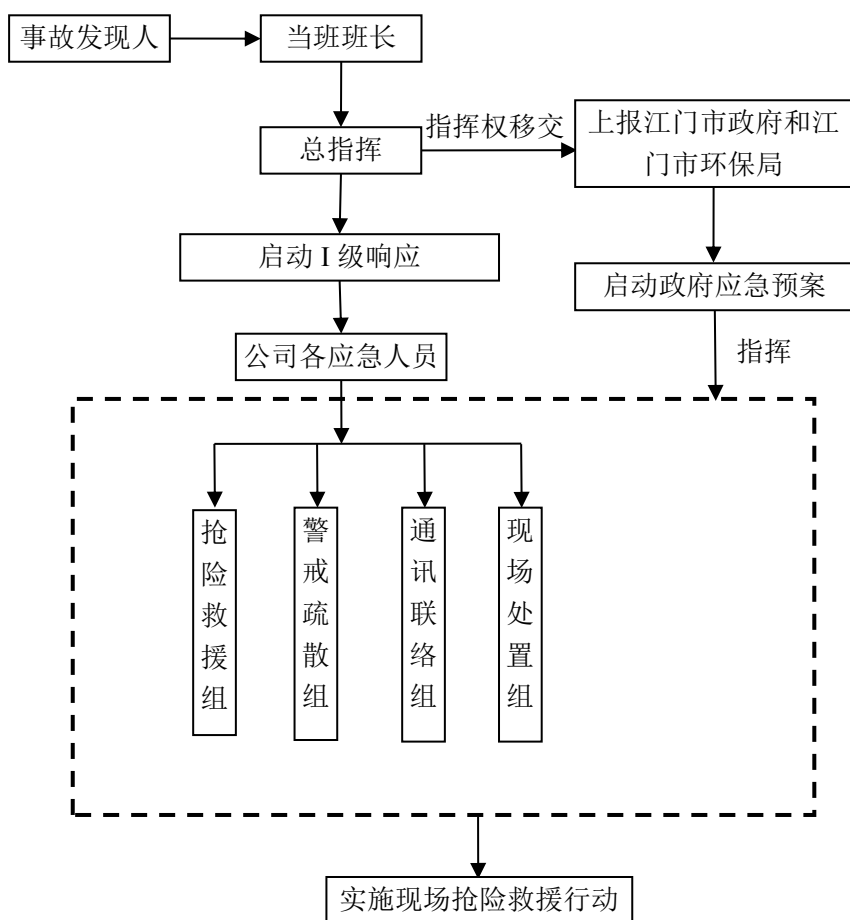 事故发现人
当班班长
总指挥
指挥权移交
上报江门市政府和江
门市环保局
启动 I 级响应
启动政府应急预案
公司各应急人员
指挥
抢险救援组
警戒疏散组
通讯联络组
现场处置组
实施现场抢险救援行动